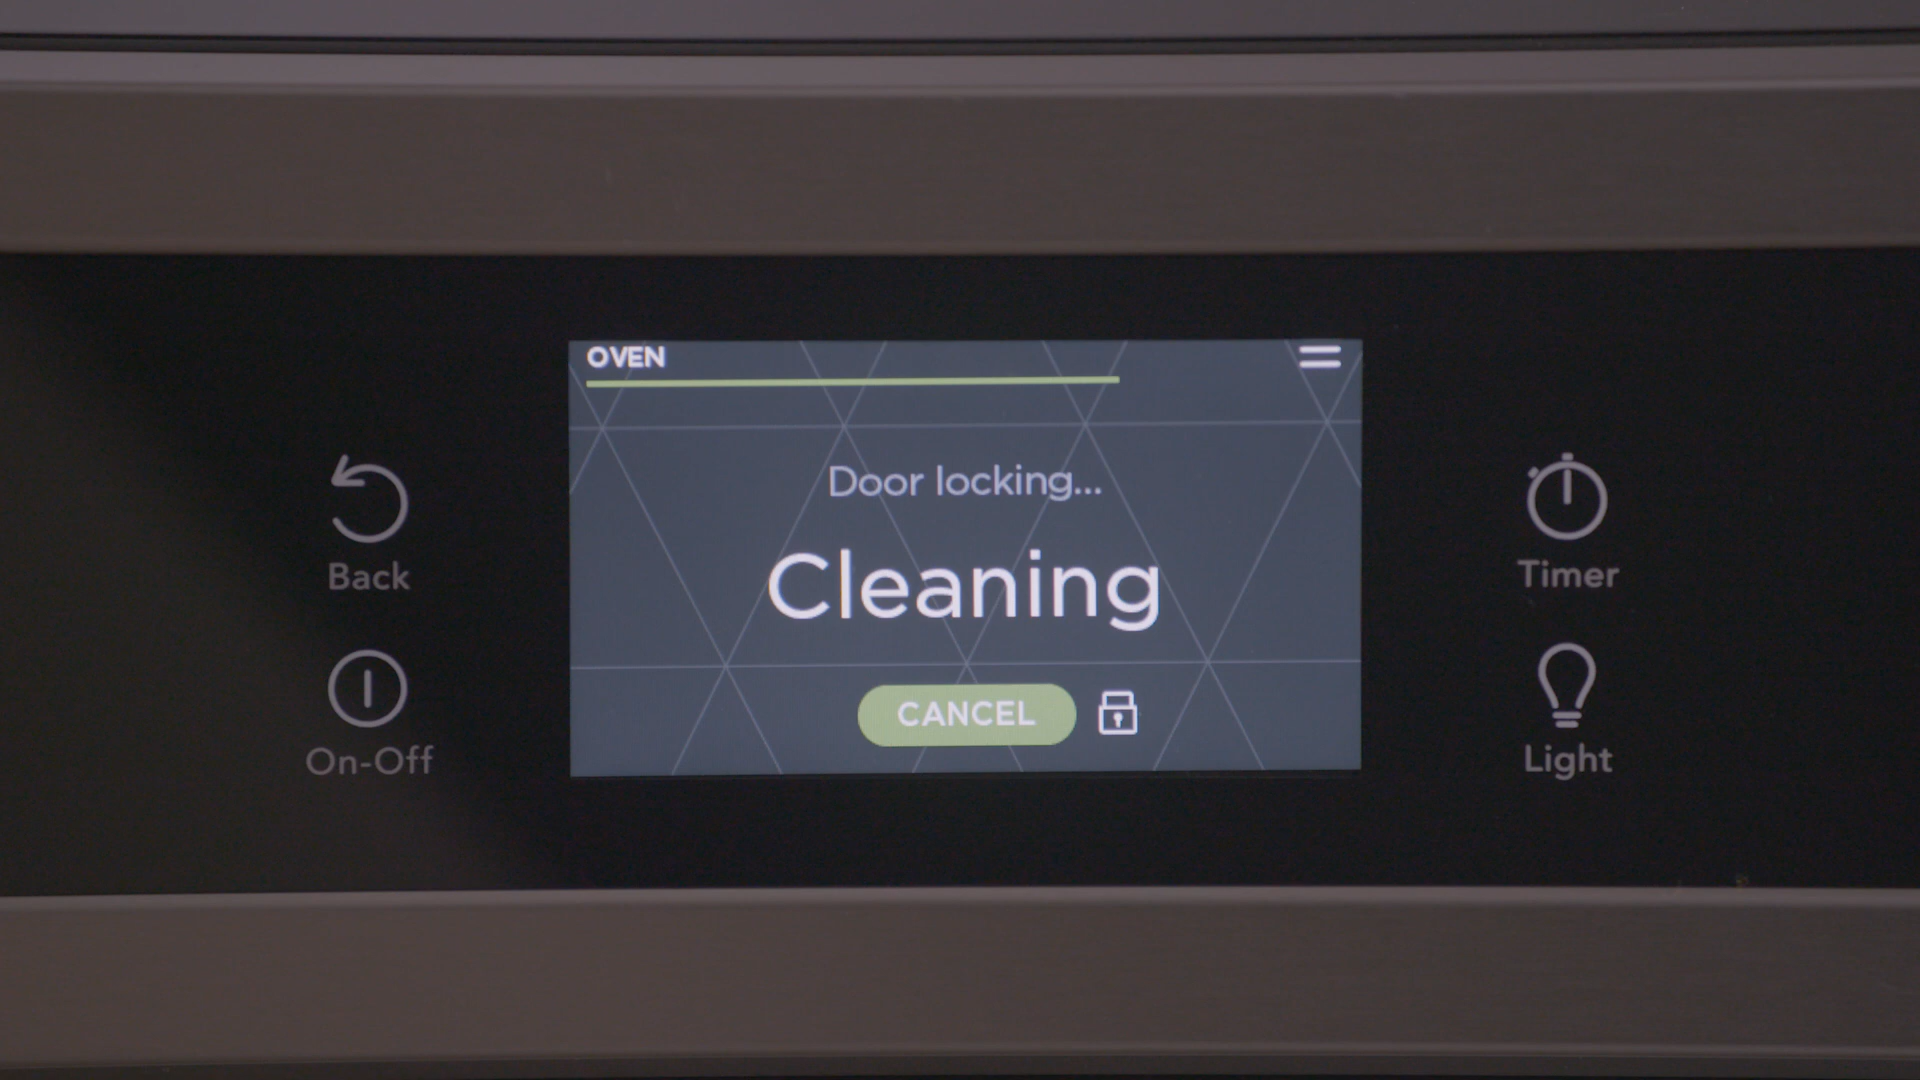 OVEN
Door locking...
Cleaning
CANCEL
Back
On-Off
Timer
Light